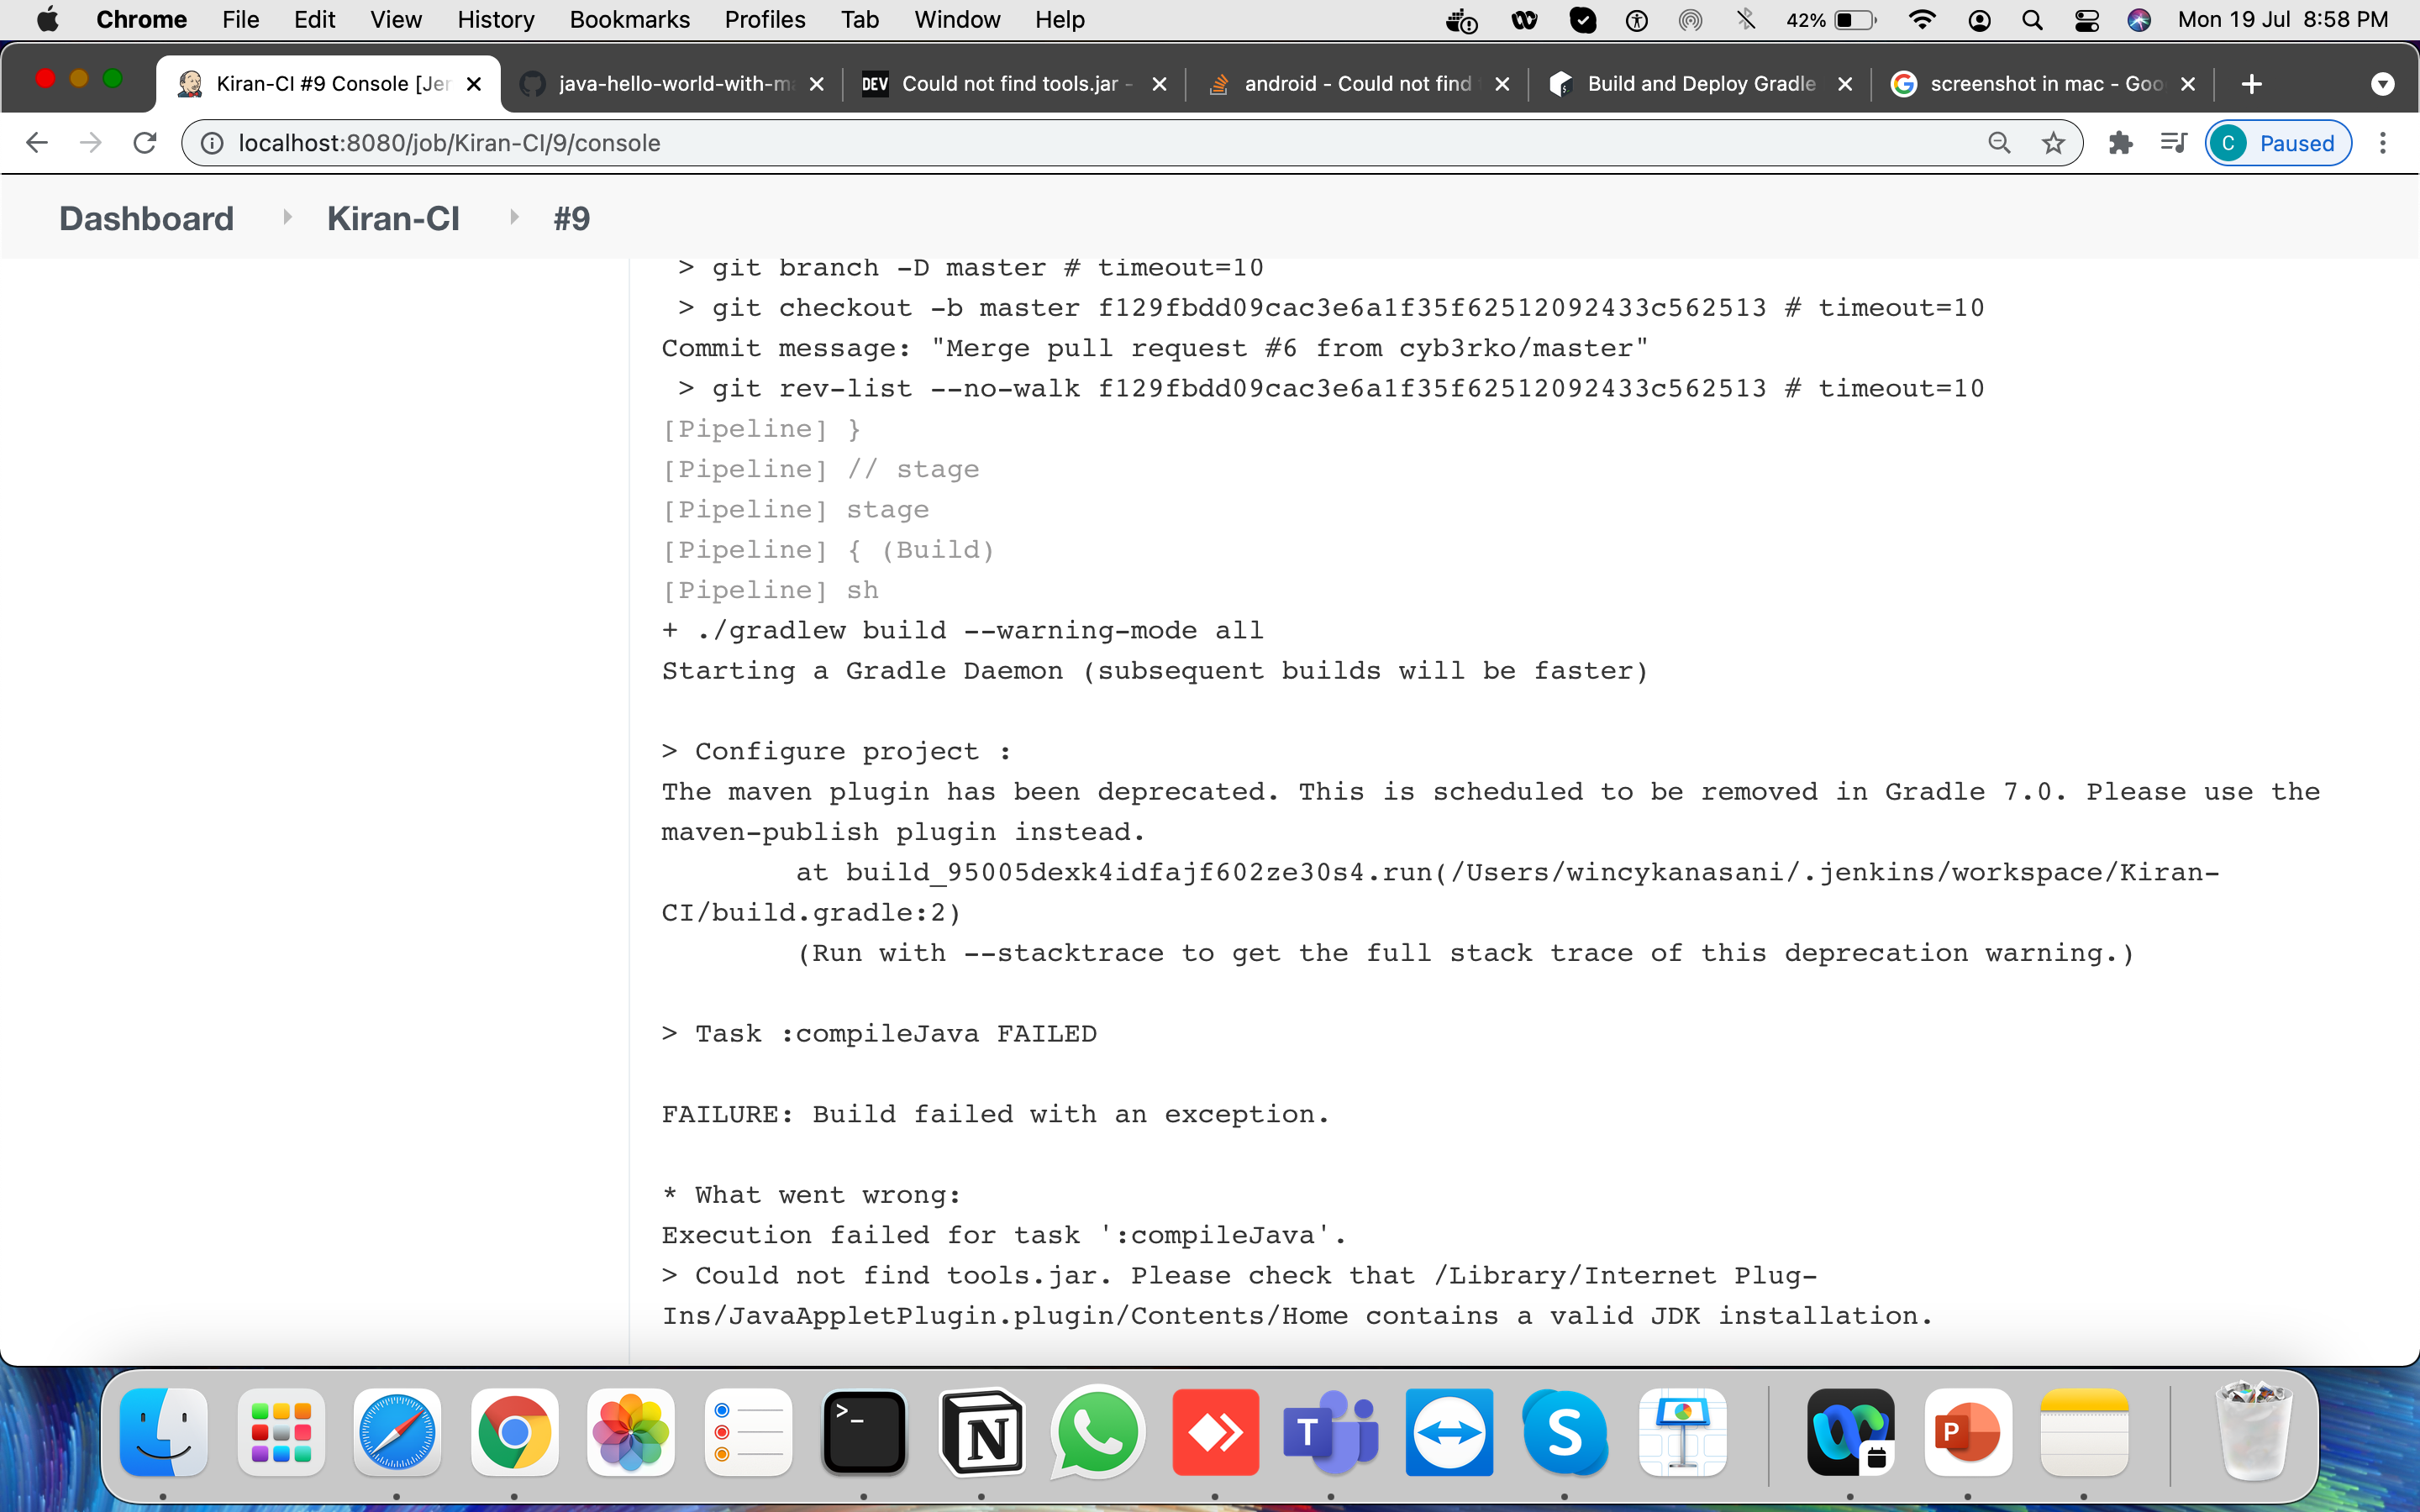 Chrome File Edit View History Bookmarks Profiles Tab Window Help 42% Mon 19 Jul 8:58 PM
Kiran-CI #9 Console [Jer java-hello-world-with-m DEV Could not find tools.jar - android - Could not find Build and Deploy Gradle screenshot in mac - Goo
localhost:8080/job/Kiran-CI/9/console C Paused
Dashboard Kiran-CI #9
> git branch -D master # timeout=10
> git checkout -b master f129fbdd09cac3e6a1f35f62512092433c562513 # timeout=10
Commit message: "Merge pull request #6 from cyb3rko/master"
> git rev-list --no-walk f129fbdd09cac3e6a1f35f62512092433c562513 # timeout=10
[Pipeline] }
[Pipeline] // stage
[Pipeline] stage
[Pipeline] { (Build)
[Pipeline] sh
+ ./gradlew build --warning-mode all
Starting a Gradle Daemon (subsequent builds will be faster)
> Configure project :
The maven plugin has been deprecated. This is scheduled to be removed in Gradle 7.0. Please use the
maven-publish plugin instead.
at build_95005dexk4idfajf602ze30s4.run(/Users/wincykanasani/.jenkins/workspace/Kiran-
CI/build.gradle:2)
(Run with --stacktrace to get the full stack trace of this deprecation warning.)
> Task :compileJava FAILED
FAILURE: Build failed with an exception.
* What went wrong:
Execution failed for task ':compileJava'.
> Could not find tools.jar. Please check that /Library/Internet Plug-
Ins/JavaAppletPlugin.plugin/Contents/Home contains a valid JDK installation.